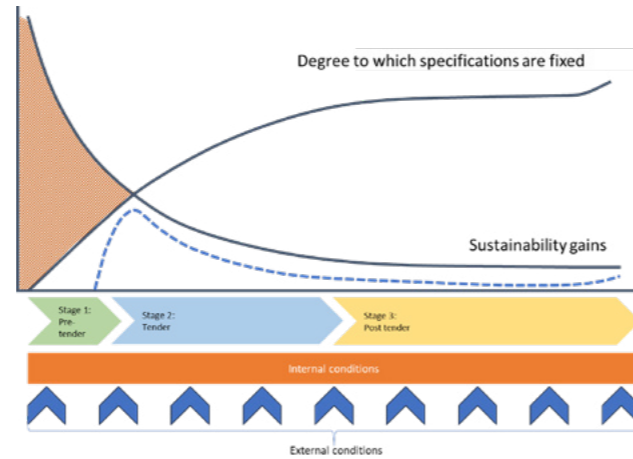 Degree to which specifications are fixed
Sustainability gains
Stage 1:
Pre-
tender
Stage 2:
Tender
Stage 3:
Post tender
Internal conditions
External conditions